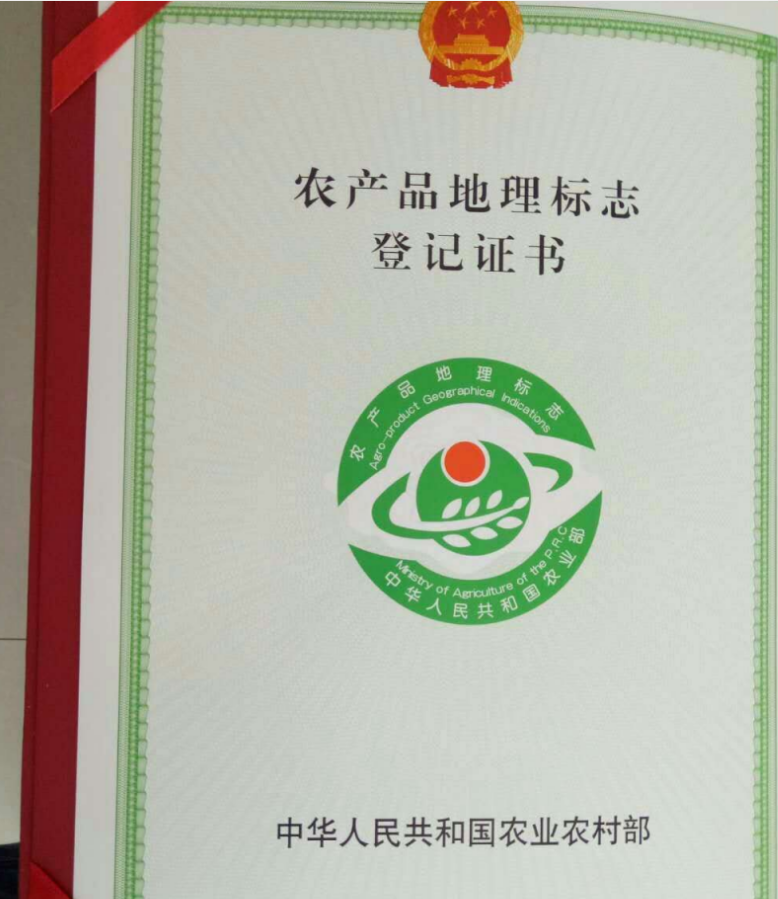 农产品地理标志
登记证书
农产品地理标志
Agro-product Geographical Indications
Ministry of Agriculture of the P.R.C
中华人民共和国农业部
中华人民共和国农业农村部